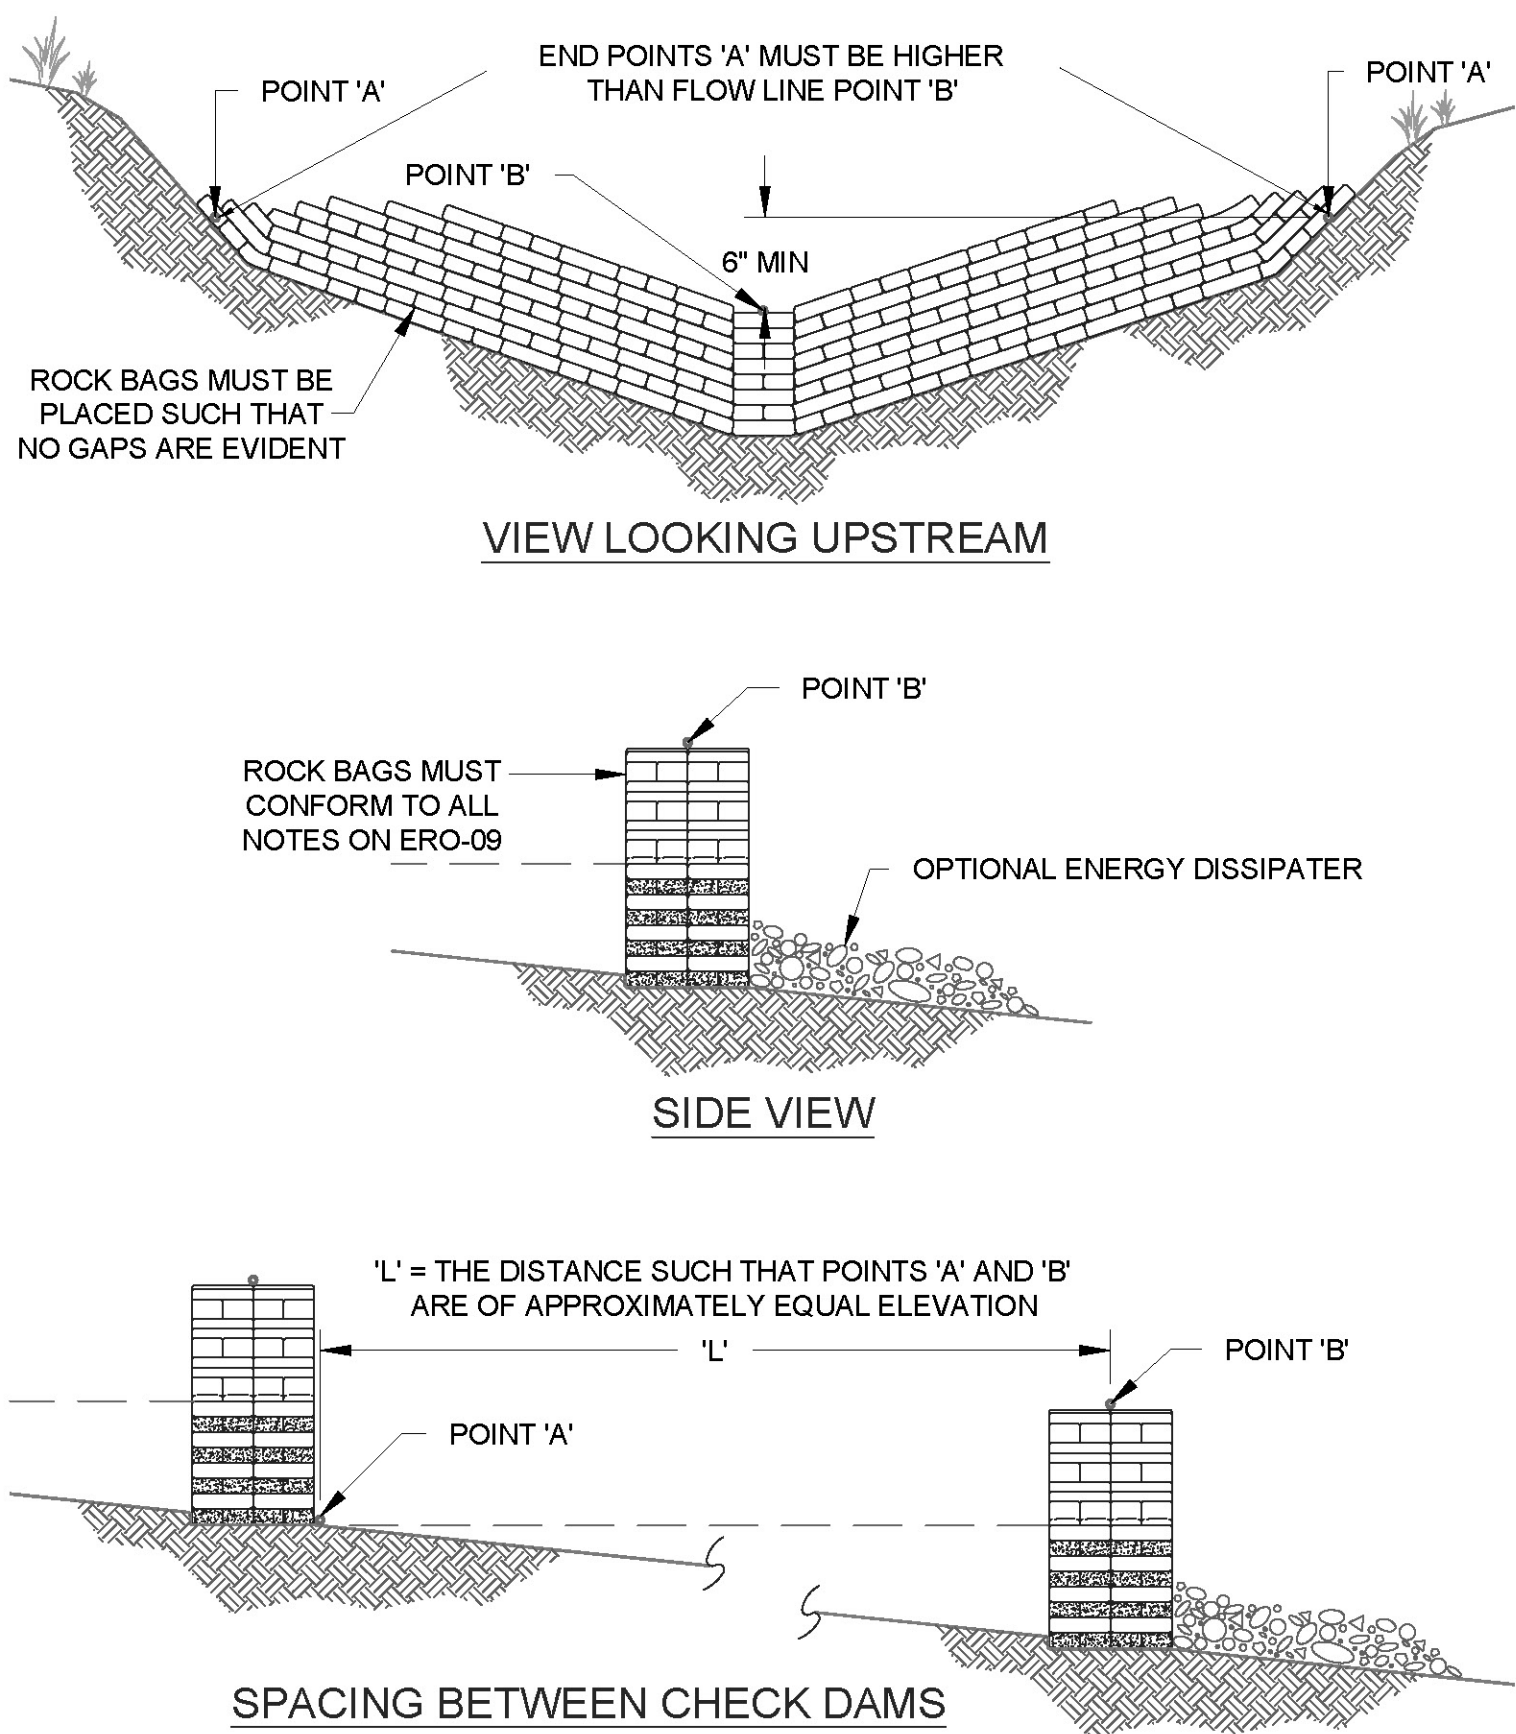 END POINTS 'A' MUST BE HIGHER
THAN FLOW LINE POINT 'B'
POINT 'A'
POINT 'A'
POINT 'B'
6" MIN
ROCK BAGS MUST BE
PLACED SUCH THAT
NO GAPS ARE EVIDENT
VIEW LOOKING UPSTREAM
POINT 'B'
ROCK BAGS MUST
CONFORM TO ALL
NOTES ON ERO-09
OPTIONAL ENERGY DISSIPATER
SIDE VIEW
'L' = THE DISTANCE SUCH THAT POINTS 'A' AND 'B'
ARE OF APPROXIMATELY EQUAL ELEVATION
'L'
POINT 'B'
POINT 'A'
SPACING BETWEEN CHECK DAMS